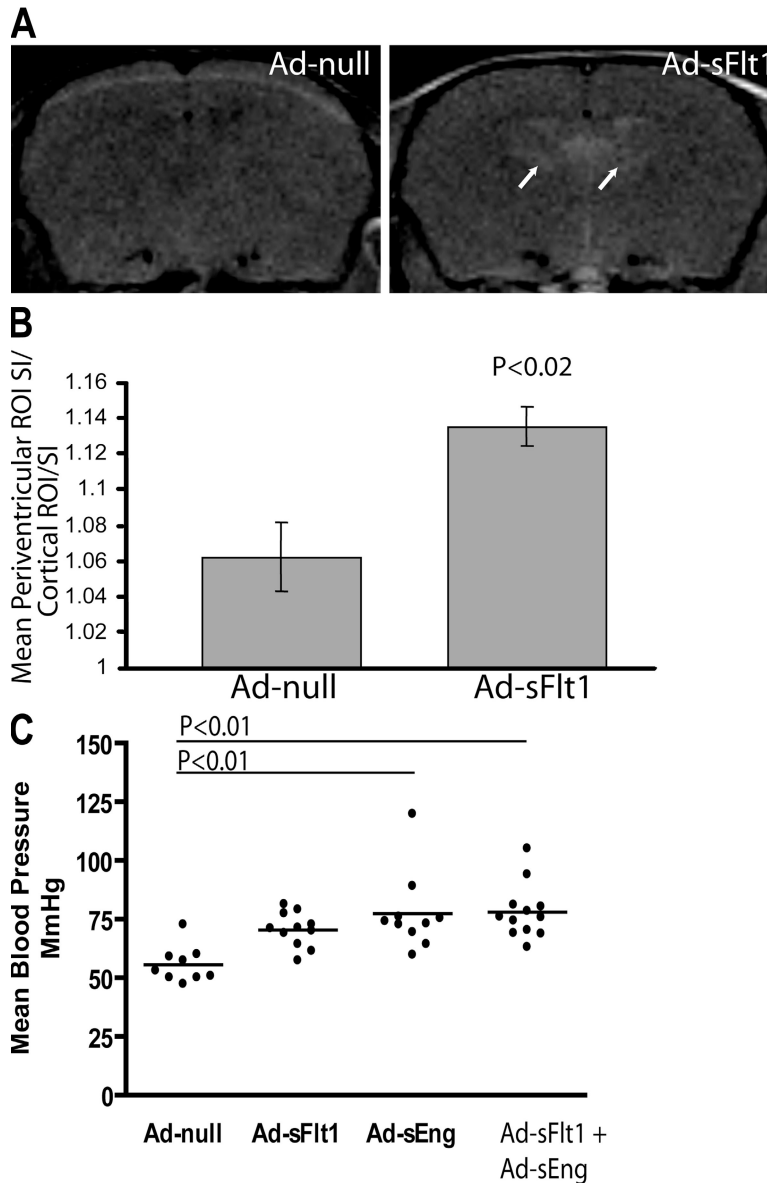 A
Ad-null
Ad-sFlt1
B
Mean Periventricular ROI SI/
Cortical ROI/SI
1.16
1.14
1.12
1.1
1.08
1.06
1.04
1.02
1
P<0.02
Ad-null
Ad-sFlt1
C
Mean Blood Pressure
MmHg
150
125
100
75
50
25
0
P<0.01
P<0.01
Ad-null
Ad-sFlt1
Ad-sEng
Ad-sFlt1 +
Ad-sEng